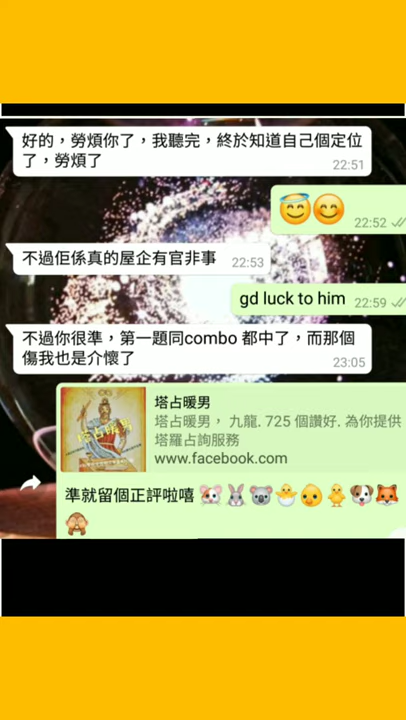 好的，勞煩你了，我聽完，終於知道自己個定位
了，勞煩了
22:51
22:52
不過佢係真的屋企有官非事
22:53
gd luck to him
22:59
不過你很準，第一題同combo 都中了，而那個
傷我也是介懷了
23:05
塔占暖男
塔占暖男
塔占暖男， 九龍. 725 個讚好. 為你提供
塔羅占詢服務
www.facebook.com
準就留個正評啦嘻